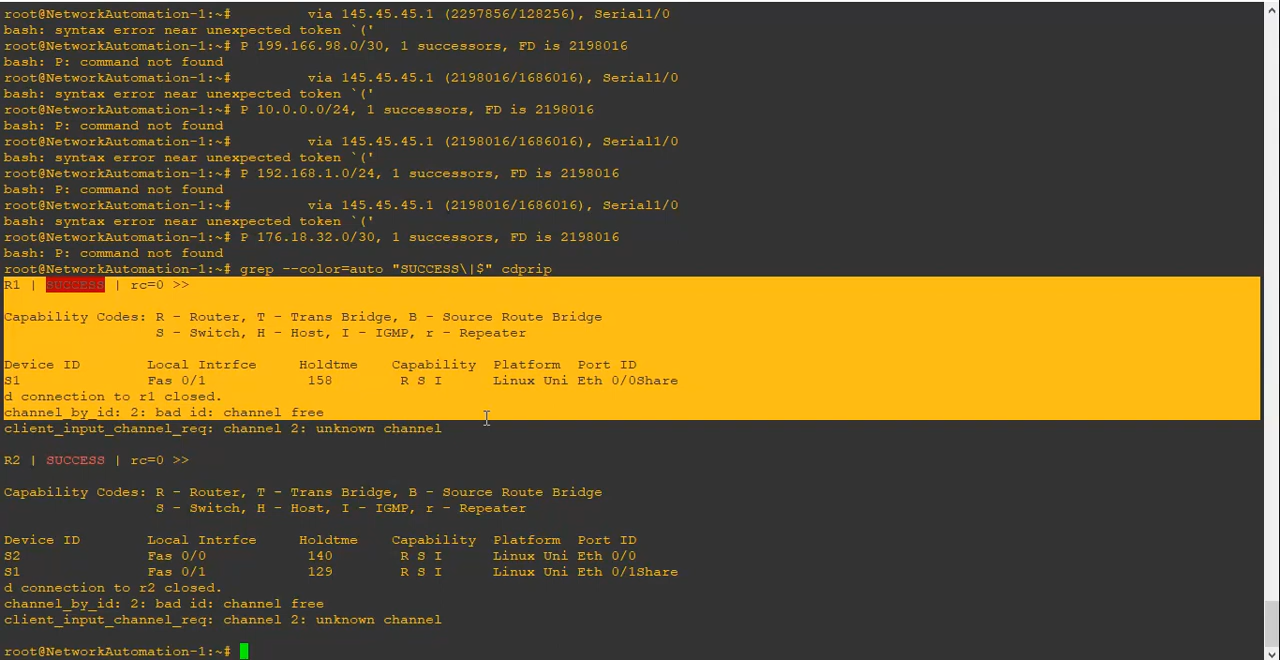 root@NetworkAutomation-1:~#         via 145.45.45.1 (2297856/128256), Serial1/0
bash: syntax error near unexpected token `('
root@NetworkAutomation-1:~# P 199.166.98.0/30, 1 successors, FD is 2198016
bash: P: command not found
root@NetworkAutomation-1:~#         via 145.45.45.1 (2198016/1686016), Serial1/0
bash: syntax error near unexpected token `('
root@NetworkAutomation-1:~# P 10.0.0.0/24, 1 successors, FD is 2198016
bash: P: command not found
root@NetworkAutomation-1:~#         via 145.45.45.1 (2198016/1686016), Serial1/0
bash: syntax error near unexpected token `('
root@NetworkAutomation-1:~# P 192.168.1.0/24, 1 successors, FD is 2198016
bash: P: command not found
root@NetworkAutomation-1:~#         via 145.45.45.1 (2198016/1686016), Serial1/0
bash: syntax error near unexpected token `('
root@NetworkAutomation-1:~# P 176.18.32.0/30, 1 successors, FD is 2198016
bash: P: command not found
root@NetworkAutomation-1:~# grep --color=auto "SUCCESS\|$" cdprip
R1 | SUCCESS | rc=0 >>
Capability Codes: R - Router, T - Trans Bridge, B - Source Route Bridge
                  S - Switch, H - Host, I - IGMP, r - Repeater
Device ID        Local Intrfce     Holdtme    Capability  Platform  Port ID
S1               Fas 0/1            158        R S I      Linux Uni Eth 0/0Share
d connection to r1 closed.
channel_by_id: 2: bad id: channel free
client_input_channel_req: channel 2: unknown channel
R2 | SUCCESS | rc=0 >>
Capability Codes: R - Router, T - Trans Bridge, B - Source Route Bridge
                  S - Switch, H - Host, I - IGMP, r - Repeater
Device ID        Local Intrfce     Holdtme    Capability  Platform  Port ID
S2               Fas 0/0            140        R S I      Linux Uni Eth 0/0
S1               Fas 0/1            129        R S I      Linux Uni Eth 0/1Share
d connection to r2 closed.
channel_by_id: 2: bad id: channel free
client_input_channel_req: channel 2: unknown channel
root@NetworkAutomation-1:~#